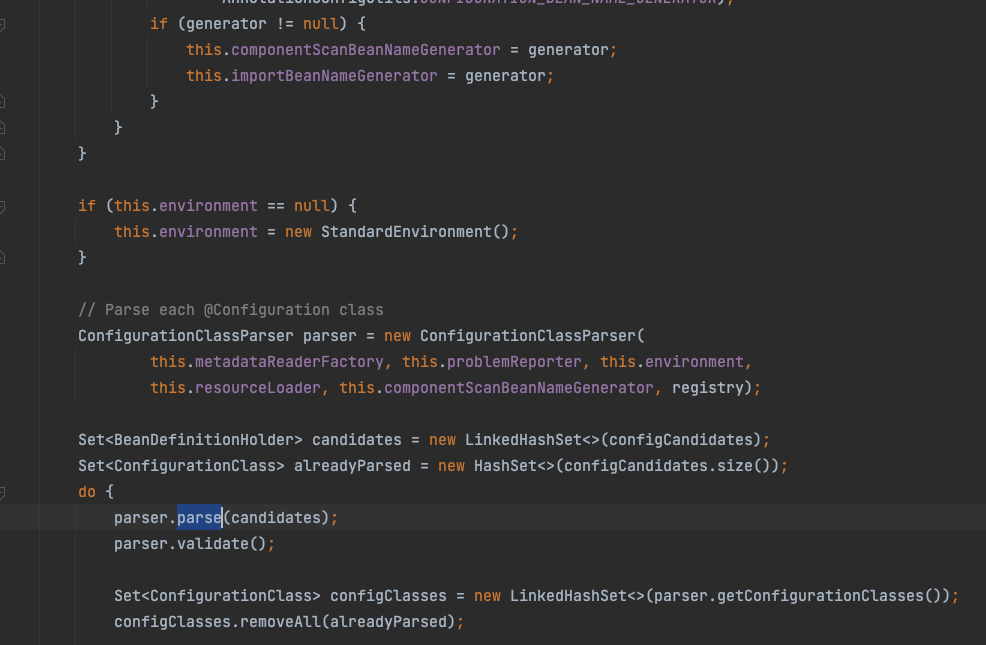 if (generator != null) {
this.componentScanBeanNameGenerator = generator;
this.importBeanNameGenerator = generator;
}
}
}
if (this.environment == null) {
this.environment = new StandardEnvironment();
}
// Parse each @Configuration class
ConfigurationClassParser parser = new ConfigurationClassParser(
this.metadataReaderFactory, this.problemReporter, this.environment,
this.resourceLoader, this.componentScanBeanNameGenerator, registry);
Set<BeanDefinitionHolder> candidates = new LinkedHashSet<>(configCandidates);
Set<ConfigurationClass> alreadyParsed = new HashSet<>(configCandidates.size());
do {
parser.parse(candidates);
parser.validate();
Set<ConfigurationClass> configClasses = new LinkedHashSet<>(parser.getConfigurationClasses());
configClasses.removeAll(alreadyParsed);